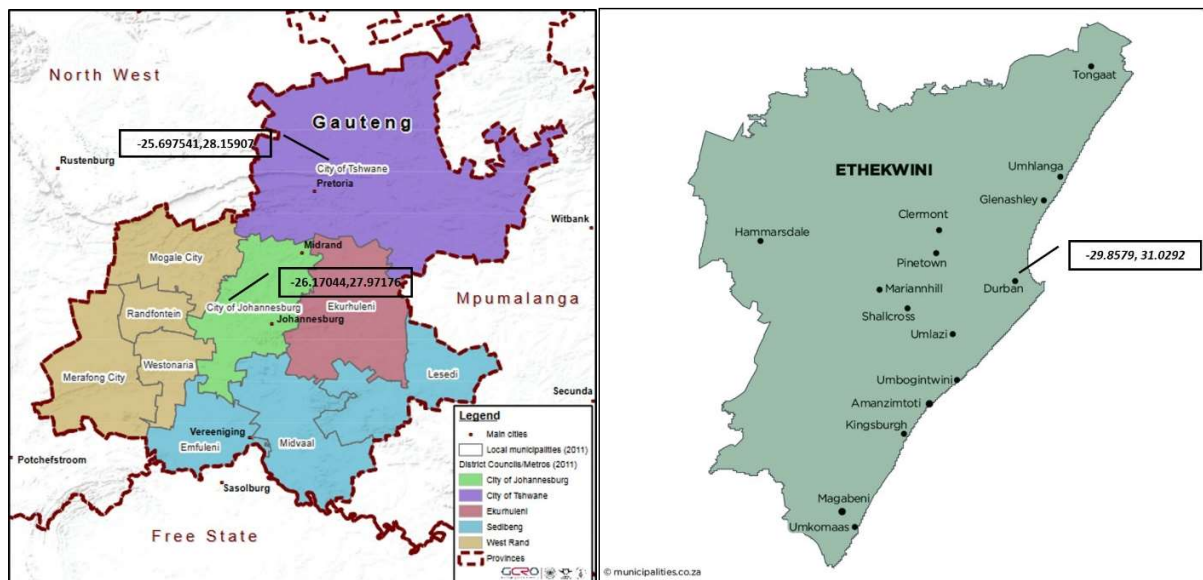 North West
Gauteng
-25.697541,28.15907
Rustenburg
City of Tshwane
Pretoria
Witbank
Midrand
Mogale City
-26.17044,27.97176
Mpumalanga
Randfontein
City of Johannesburg
Ekurhuleni
Johannesburg
Westonaria
Merafong City
Lesedi
Secunda
Vereeniging
Emfuleni
Midvaal
Potchefstroom
Sasolburg
Free State
Legend
Main cities
Local municipalities (2011)
District Councils/Metros (2011)
City of Johannesburg
City of Tshwane
Ekurhuleni
Sedibeng
West Rand
Provinces
GCRO
Tongaat
ETHEKWINI
Umhlanga
Glenashley
Clermont
Hammarsdale
-29.8579, 31.0292
Pinetown
Mariannhill
Durban
Shallcross
Umlazi
Umbogintwini
Amanzimtoti
Kingsburgh
Magabeni
Umkomaas
© municipalities.co.za